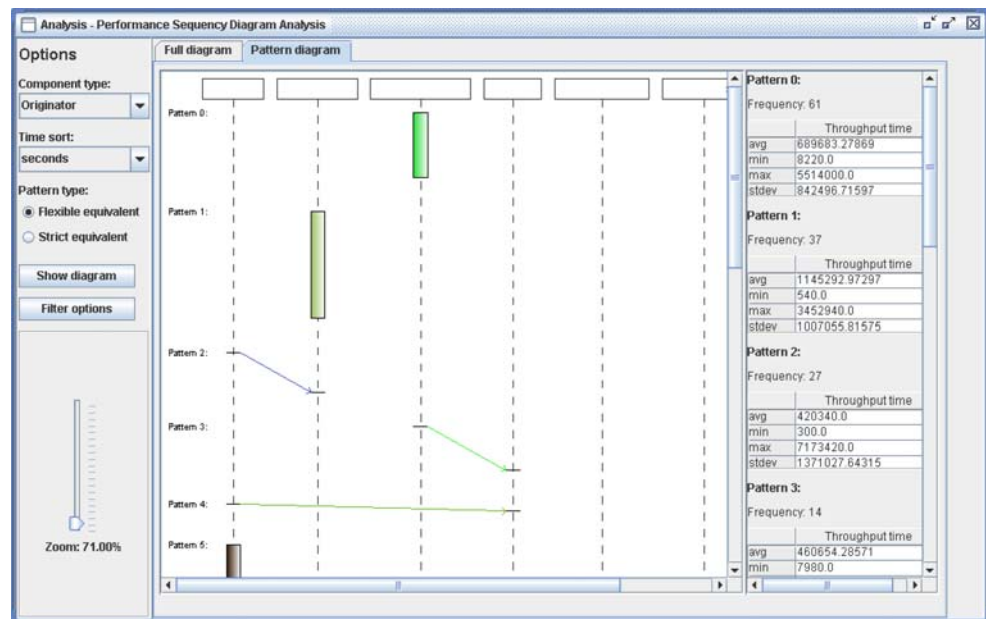 Analysis - Performance Sequency Diagram Analysis
Options
Component type:
Originator
Time sort:
seconds
Pattern type:
Flexible equivalent
Strict equivalent
Show diagram
Filter options
Zoom: 71.00%
Full diagram
Pattern diagram
Pattern 0:
Pattern 1:
Pattern 2:
Pattern 3:
Pattern 4:
Pattern 5:
Pattern 0:
Frequency: 61
Throughput time
avg 689683.27869
min 8220.0
max 5514000.0
stdev 842496.71597
Pattern 1:
Frequency: 37
Throughput time
avg 1145292.97297
min 540.0
max 3452940.0
stdev 1007055.81575
Pattern 2:
Frequency: 27
Throughput time
avg 420340.0
min 300.0
max 7173420.0
stdev 1371027.64315
Pattern 3:
Frequency: 14
Throughput time
avg 460654.28571
min 7980.0